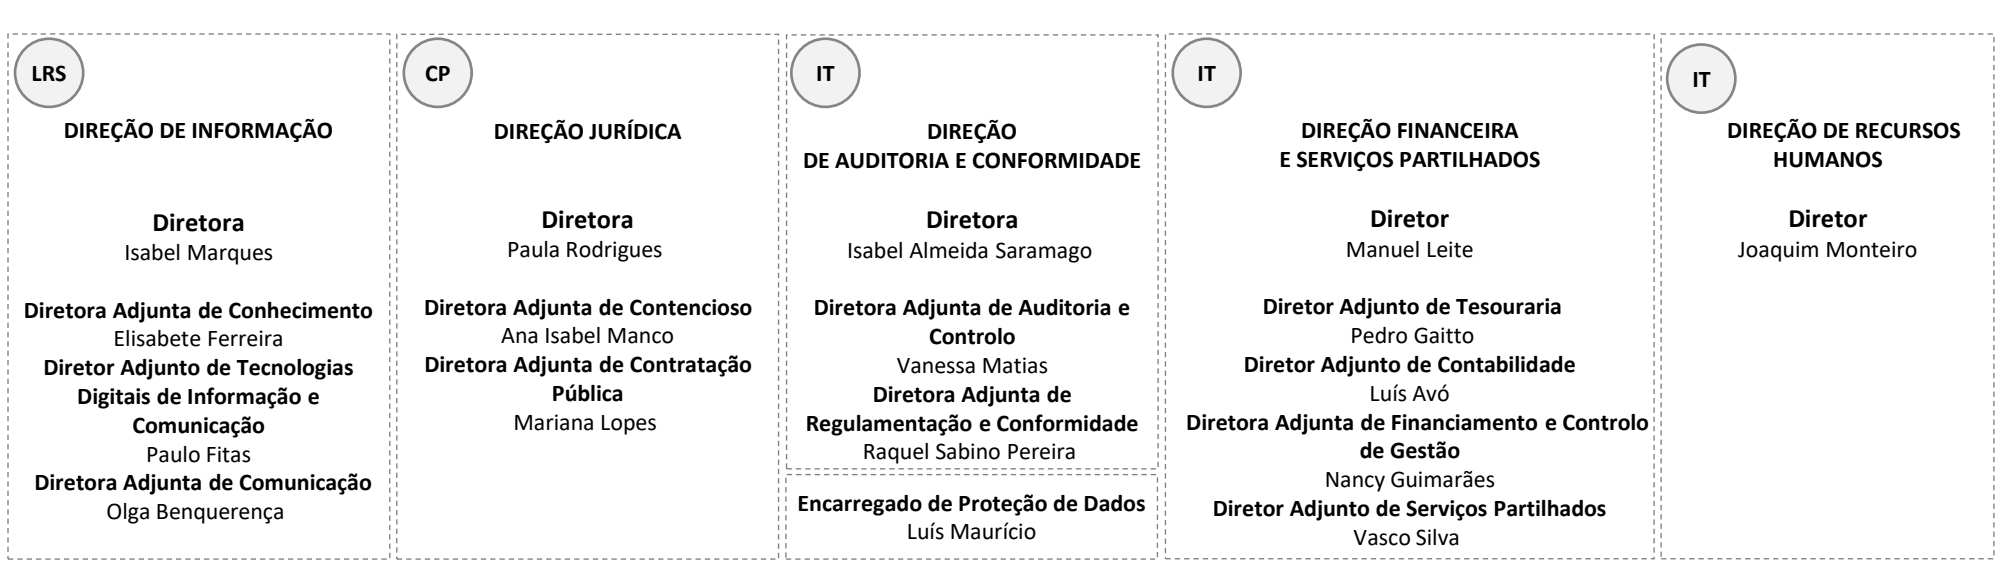 LRS
DIREÇÃO DE INFORMAÇÃO
Diretora
Isabel Marques
Diretora Adjunta de Conhecimento
Elisabete Ferreira
Diretor Adjunto de Tecnologias
Digitais de Informação e
Comunicação
Paulo Fitas
Diretora Adjunta de Comunicação
Olga Benquerença
CP
DIREÇÃO JURÍDICA
Diretora
Paula Rodrigues
Diretora Adjunta de Contencioso
Ana Isabel Manco
Diretora Adjunta de Contratação
Pública
Mariana Lopes
IT
DIREÇÃO
DE AUDITORIA E CONFORMIDADE
Diretora
Isabel Almeida Saramago
Diretora Adjunta de Auditoria e
Controlo
Vanessa Matias
Diretora Adjunta de
Regulamentação e Conformidade
Raquel Sabino Pereira
Encarregado de Proteção de Dados
Luís Maurício
IT
DIREÇÃO FINANCEIRA
E SERVIÇOS PARTILHADOS
Diretor
Manuel Leite
Diretor Adjunto de Tesouraria
Pedro Gaitto
Diretor Adjunto de Contabilidade
Luís Avó
Diretora Adjunta de Financiamento e Controlo
de Gestão
Nancy Guimarães
Diretor Adjunto de Serviços Partilhados
Vasco Silva
IT
DIREÇÃO DE RECURSOS
HUMANOS
Diretor
Joaquim Monteiro